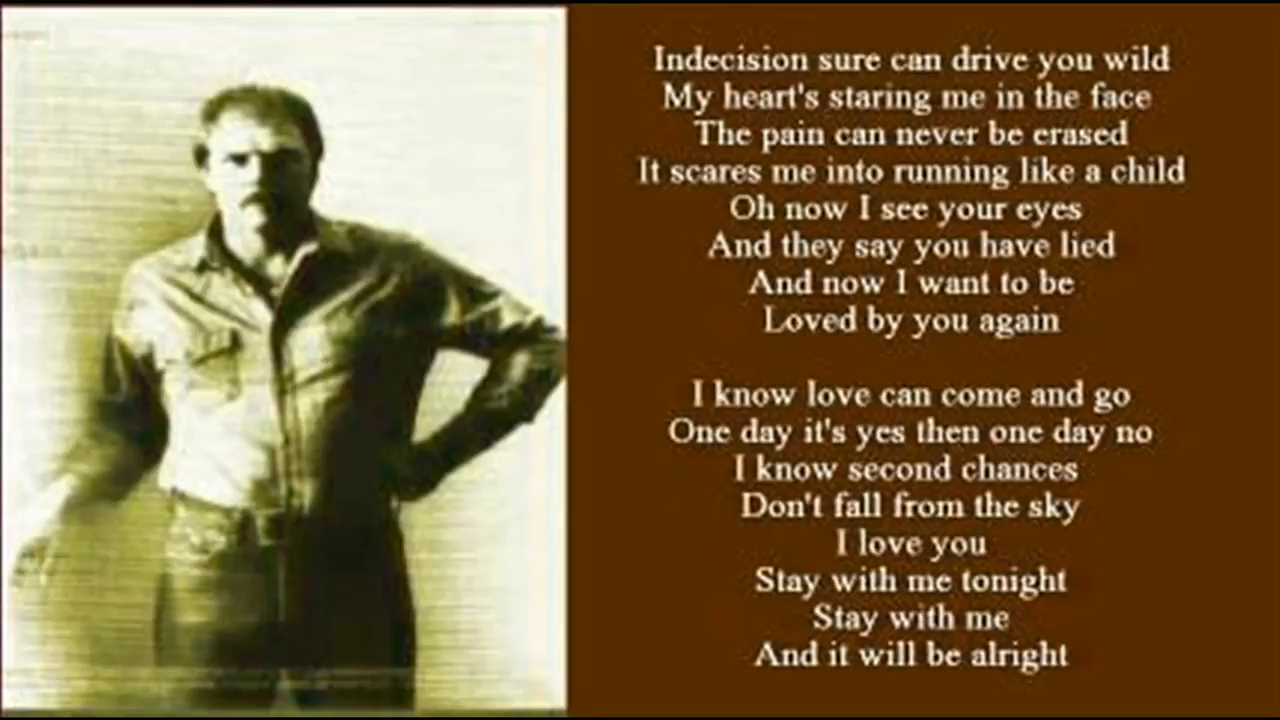 Indecision sure can drive you wild
My heart's staring me in the face
The pain can never be erased
It scares me into running like a child
Oh now I see your eyes
And they say you have lied
And now I want to be
Loved by you again
I know love can come and go
One day it's yes then one day no
I know second chances
Don't fall from the sky
I love you
Stay with me tonight
Stay with me
And it will be alright